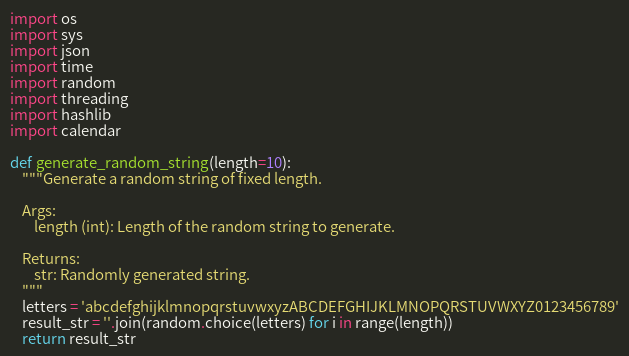 import os
import sys
import json
import time
import random
import threading
import hashlib
import calendar

def generate_random_string(length=10):
    """Generate a random string of fixed length.

    Args:
        length (int): Length of the random string to generate.

    Returns:
        str: Randomly generated string.
    """
    letters = 'abcdefghijklmnopqrstuvwxyzABCDEFGHIJKLMNOPQRSTUVWXYZ0123456789'
    result_str = ''.join(random.choice(letters) for i in range(length))
    return result_str